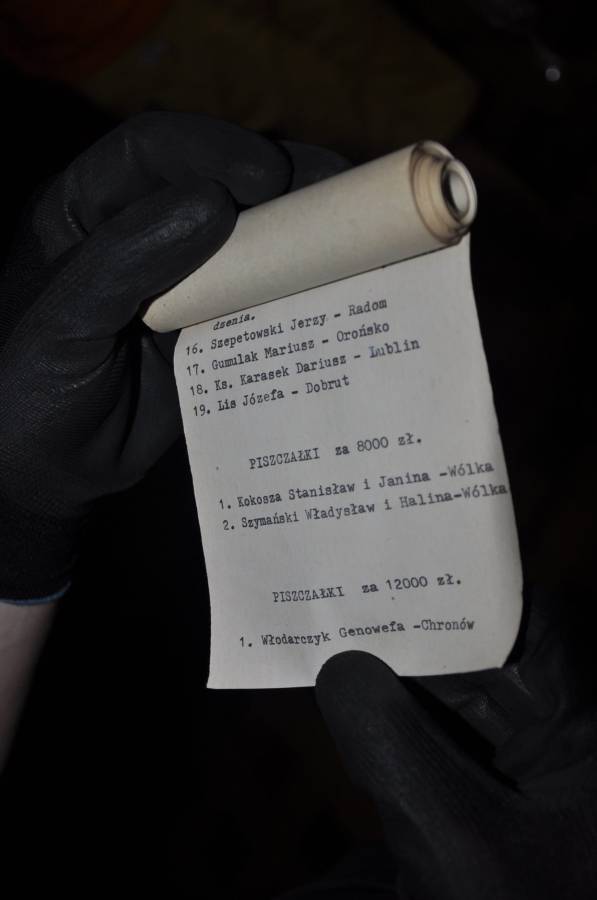 dzenia.
16. Szepetowski Jerzy - Radom
17. Gumulak Mariusz - Orońsko
18. Ks. Karasek Dariusz - Lublin
19. Lis Józefa - Dobrut
PISZCZAŁKI za 8000 zł.
1. Kokosza Stanisław i Janina -Wólka
2. Szymański Władysław i Halina-Wólka
PISZCZAŁKI za 12000 zł.
1. Włodarczyk Genowefa -Chronów